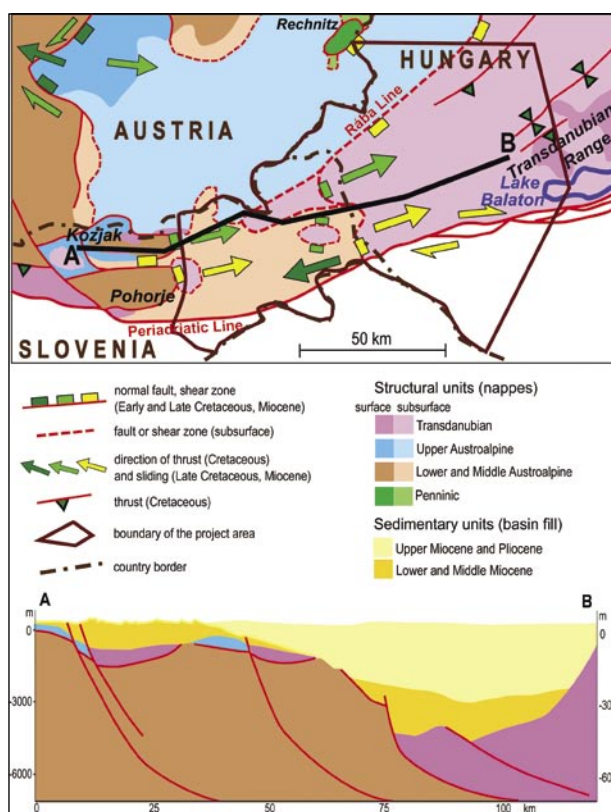 Rechnitz
HUNGARY
AUSTRIA
Rába Line
B
Transdanubian
Range
Lake
Balaton
Kozjak
A
Pohorje
Periadriatic Line
SLOVENIA
50 km
normal fault, shear zone
(Early and Late Cretaceous, Miocene)
fault or shear zone (subsurface)
direction of thrust (Cretaceous)
and sliding (Late Cretaceous, Miocene)
thrust (Cretaceous)
boundary of the project area
country border
Structural units (nappes)
surface subsurface
Transdanubian
Upper Austroalpine
Lower and Middle Austroalpine
Penninic
Sedimentary units (basin fill)
Upper Miocene and Pliocene
Lower and Middle Miocene
A B
m m
0 0
-3000 -30
-6000 -60
0 25 50 75 100 km